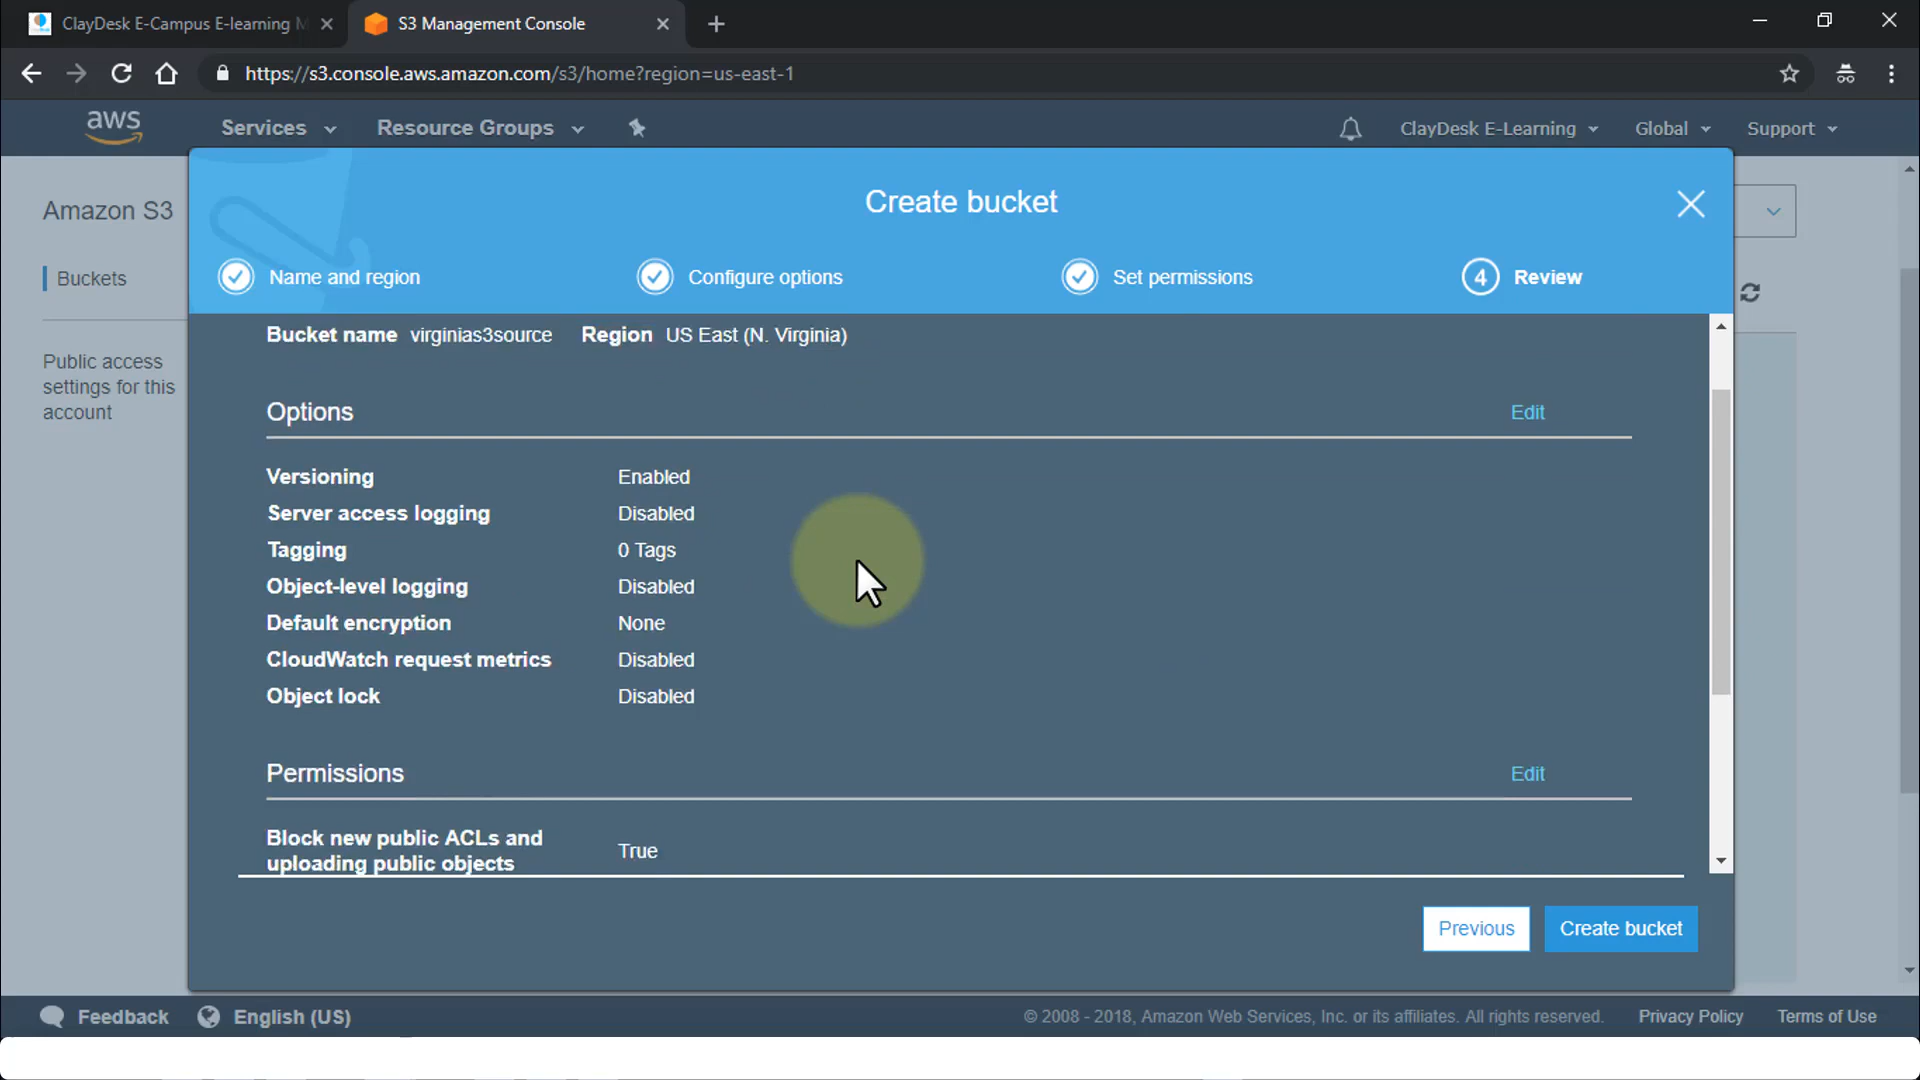 ClayDesk E-Campus E-learning M
S3 Management Console
https://s3.console.aws.amazon.com/s3/home?region=us-east-1
aws
Services
Resource Groups
ClayDesk E-Learning
Global
Support
Amazon S3
Buckets
Public access
settings for this
account
Create bucket
Name and region
Configure options
Set permissions
4 Review
Bucket name virginias3source Region US East (N. Virginia)
Options Edit
Versioning Enabled
Server access logging Disabled
Tagging 0 Tags
Object-level logging Disabled
Default encryption None
CloudWatch request metrics Disabled
Object lock Disabled
Permissions Edit
Block new public ACLs and
uploading public objects True
Previous
Create bucket
Feedback
English (US)
© 2008 - 2018, Amazon Web Services, Inc. or its affiliates. All rights reserved.
Privacy Policy
Terms of Use